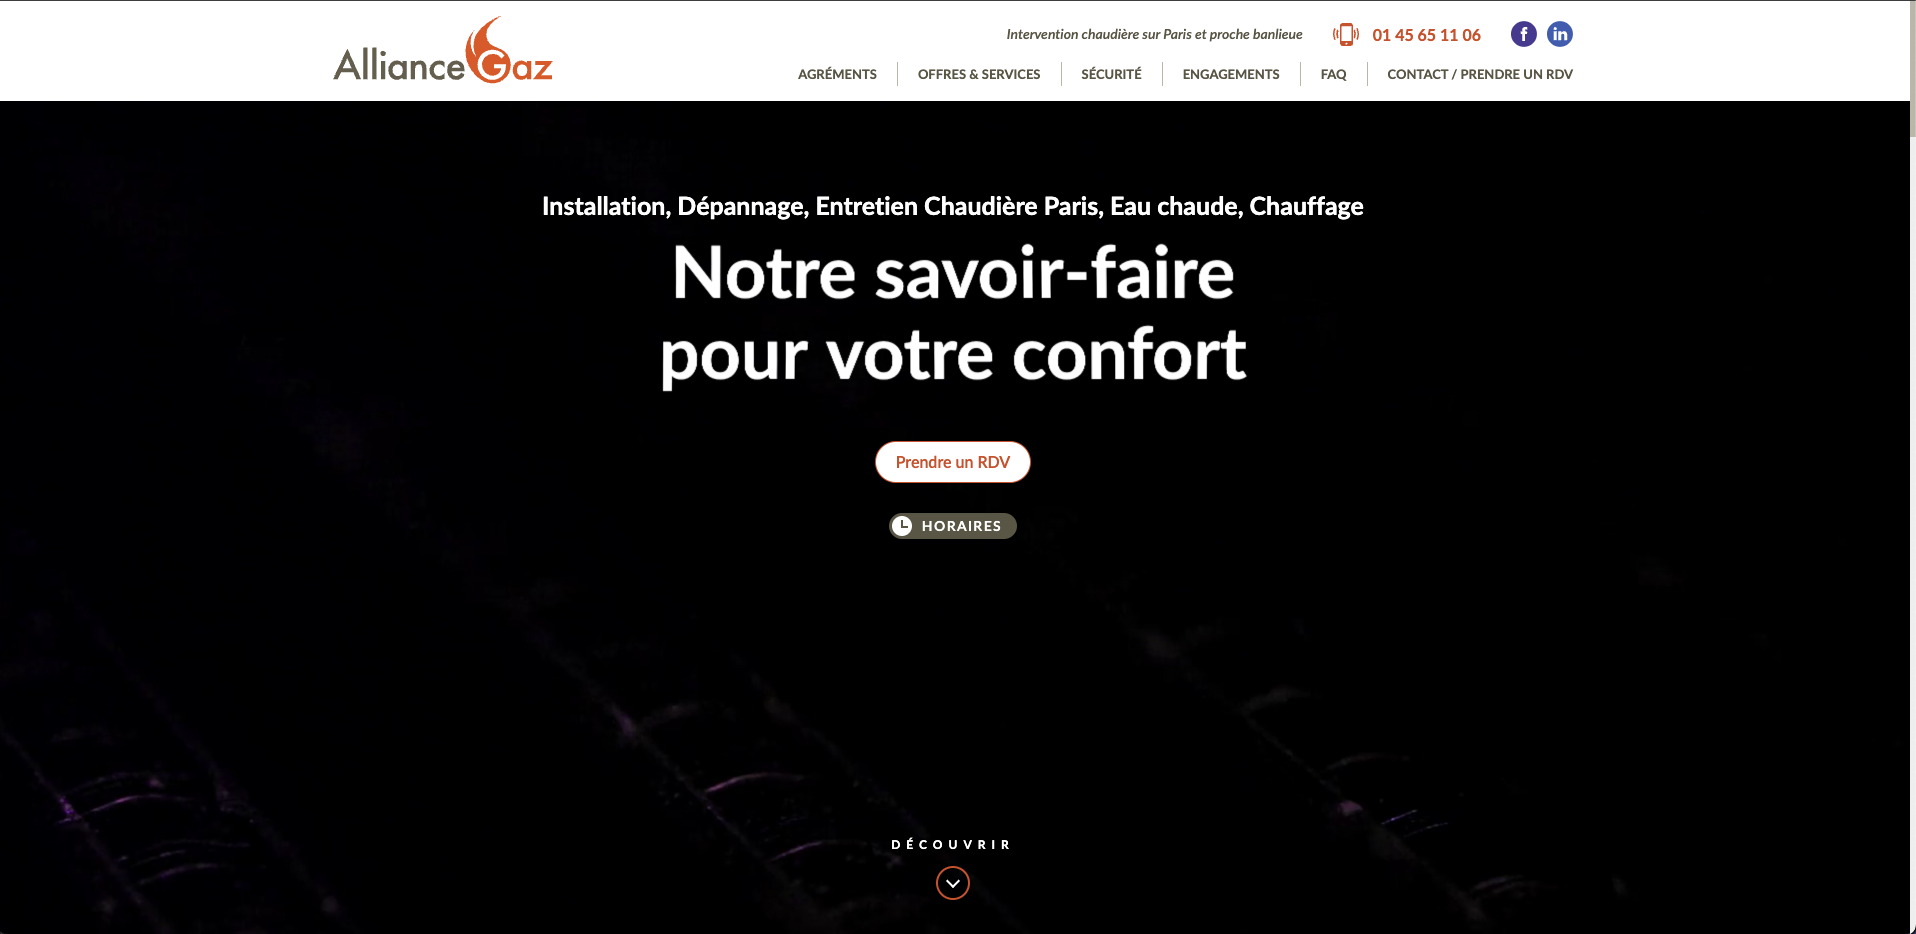 AllianceGaz
Intervention chaudière sur Paris et proche banlieue
01 45 65 11 06
f
in
AGRÉMENTS
OFFRES & SERVICES
SÉCURITÉ
ENGAGEMENTS
FAQ
CONTACT / PRENDRE UN RDV
Installation, Dépannage, Entretien Chaudière Paris, Eau chaude, Chauffage
Notre savoir-faire
pour votre confort
Prendre un RDV
HORAIRES
DÉCOUVRIR